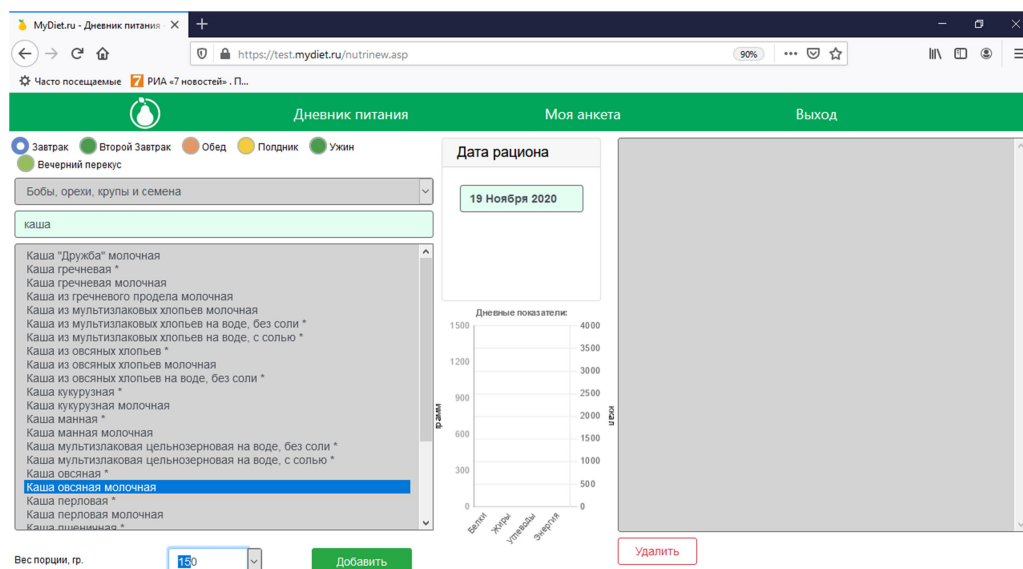 MyDiet.ru - Дневник питания
https://test.mydiet.ru/nutrinew.asp
90%
Часто посещаемые
7 РИА «7 новостей» . П...
Дневник питания
Моя анкета
Выход
Завтрак Второй Завтрак Обед Полдник Ужин
Вечерний перекус
Бобы, орехи, крупы и семена
каша
Каша "Дружба" молочная
Каша гречневая *
Каша гречневая молочная
Каша из гречневого продела молочная
Каша из мультизлаковых хлопьев молочная
Каша из мультизлаковых хлопьев на воде, без соли *
Каша из мультизлаковых хлопьев на воде, с солью *
Каша из овсяных хлопьев *
Каша из овсяных хлопьев молочная
Каша из овсяных хлопьев на воде, без соли *
Каша кукурузная *
Каша кукурузная молочная
Каша манная *
Каша манная молочная
Каша мультизлаковая цельнозерновая на воде, без соли *
Каша мультизлаковая цельнозерновая на воде, с солью *
Каша овсяная *
Каша овсяная молочная
Каша перловая *
Каша перловая молочная
Каша пшеничная *
Вес порции, гр.
150
Добавить
Дата рациона
19 Ноября 2020
Дневные показатели:
1500
1200
900
600
300
0
грамм
4000
3500
3000
2500
2000
1500
1000
500
0
ккал
Белки
Жиры
Углеводы
Энергия
Удалить